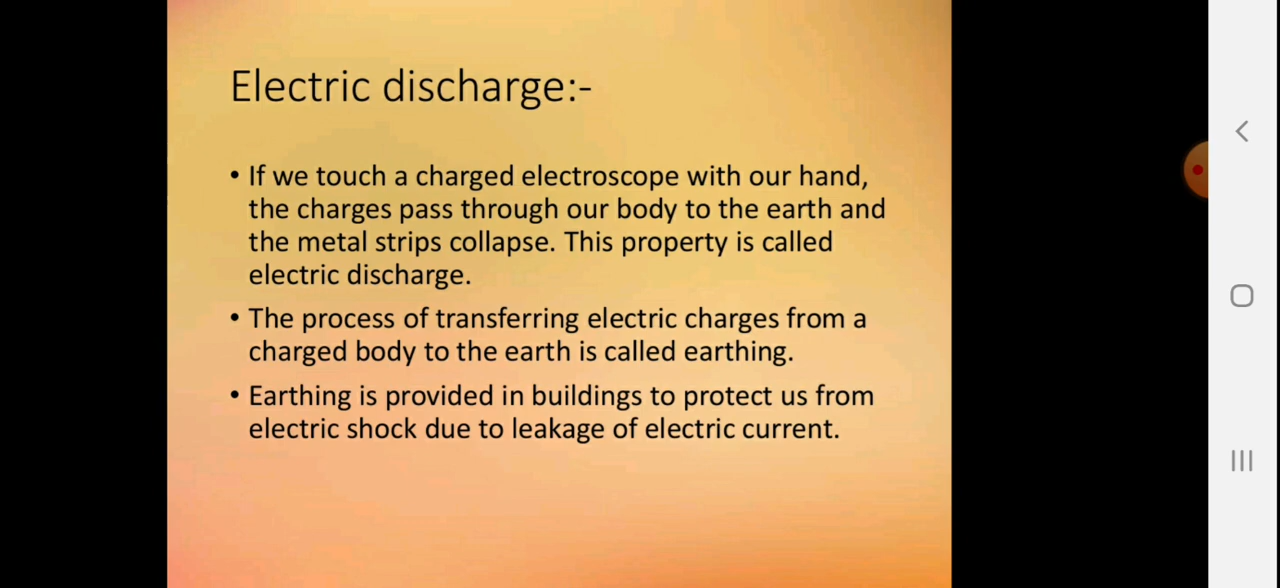 Electric discharge:-
• If we touch a charged electroscope with our hand,
the charges pass through our body to the earth and
the metal strips collapse. This property is called
electric discharge.
• The process of transferring electric charges from a
charged body to the earth is called earthing.
• Earthing is provided in buildings to protect us from
electric shock due to leakage of electric current.